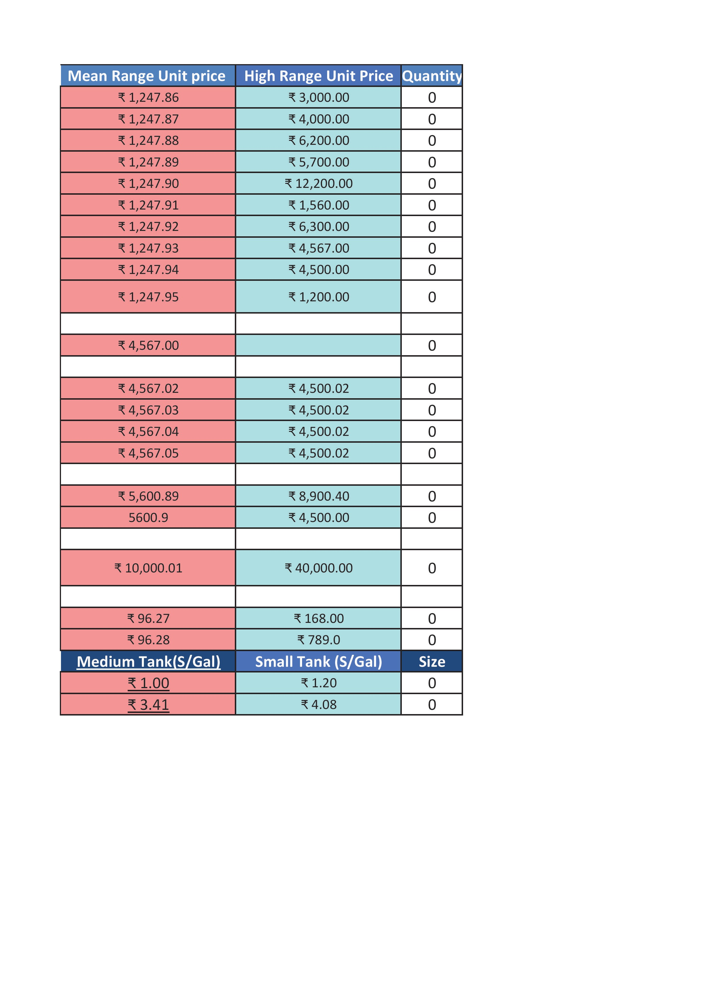 Mean Range Unit price High Range Unit Price Quantity
₹ 1,247.86 ₹ 3,000.00 0
₹ 1,247.87 ₹ 4,000.00 0
₹ 1,247.88 ₹ 6,200.00 0
₹ 1,247.89 ₹ 5,700.00 0
₹ 1,247.90 ₹ 12,200.00 0
₹ 1,247.91 ₹ 1,560.00 0
₹ 1,247.92 ₹ 6,300.00 0
₹ 1,247.93 ₹ 4,567.00 0
₹ 1,247.94 ₹ 4,500.00 0
₹ 1,247.95 ₹ 1,200.00 0
₹ 4,567.00 0
₹ 4,567.02 ₹ 4,500.02 0
₹ 4,567.03 ₹ 4,500.02 0
₹ 4,567.04 ₹ 4,500.02 0
₹ 4,567.05 ₹ 4,500.02 0
₹ 5,600.89 ₹ 8,900.40 0
5600.9 ₹ 4,500.00 0
₹ 10,000.01 ₹ 40,000.00 0
₹ 96.27 ₹ 168.00 0
₹ 96.28 ₹ 789.0 0
Medium Tank(S/Gal) Small Tank (S/Gal) Size
₹ 1.00 ₹ 1.20 0
₹ 3.41 ₹ 4.08 0